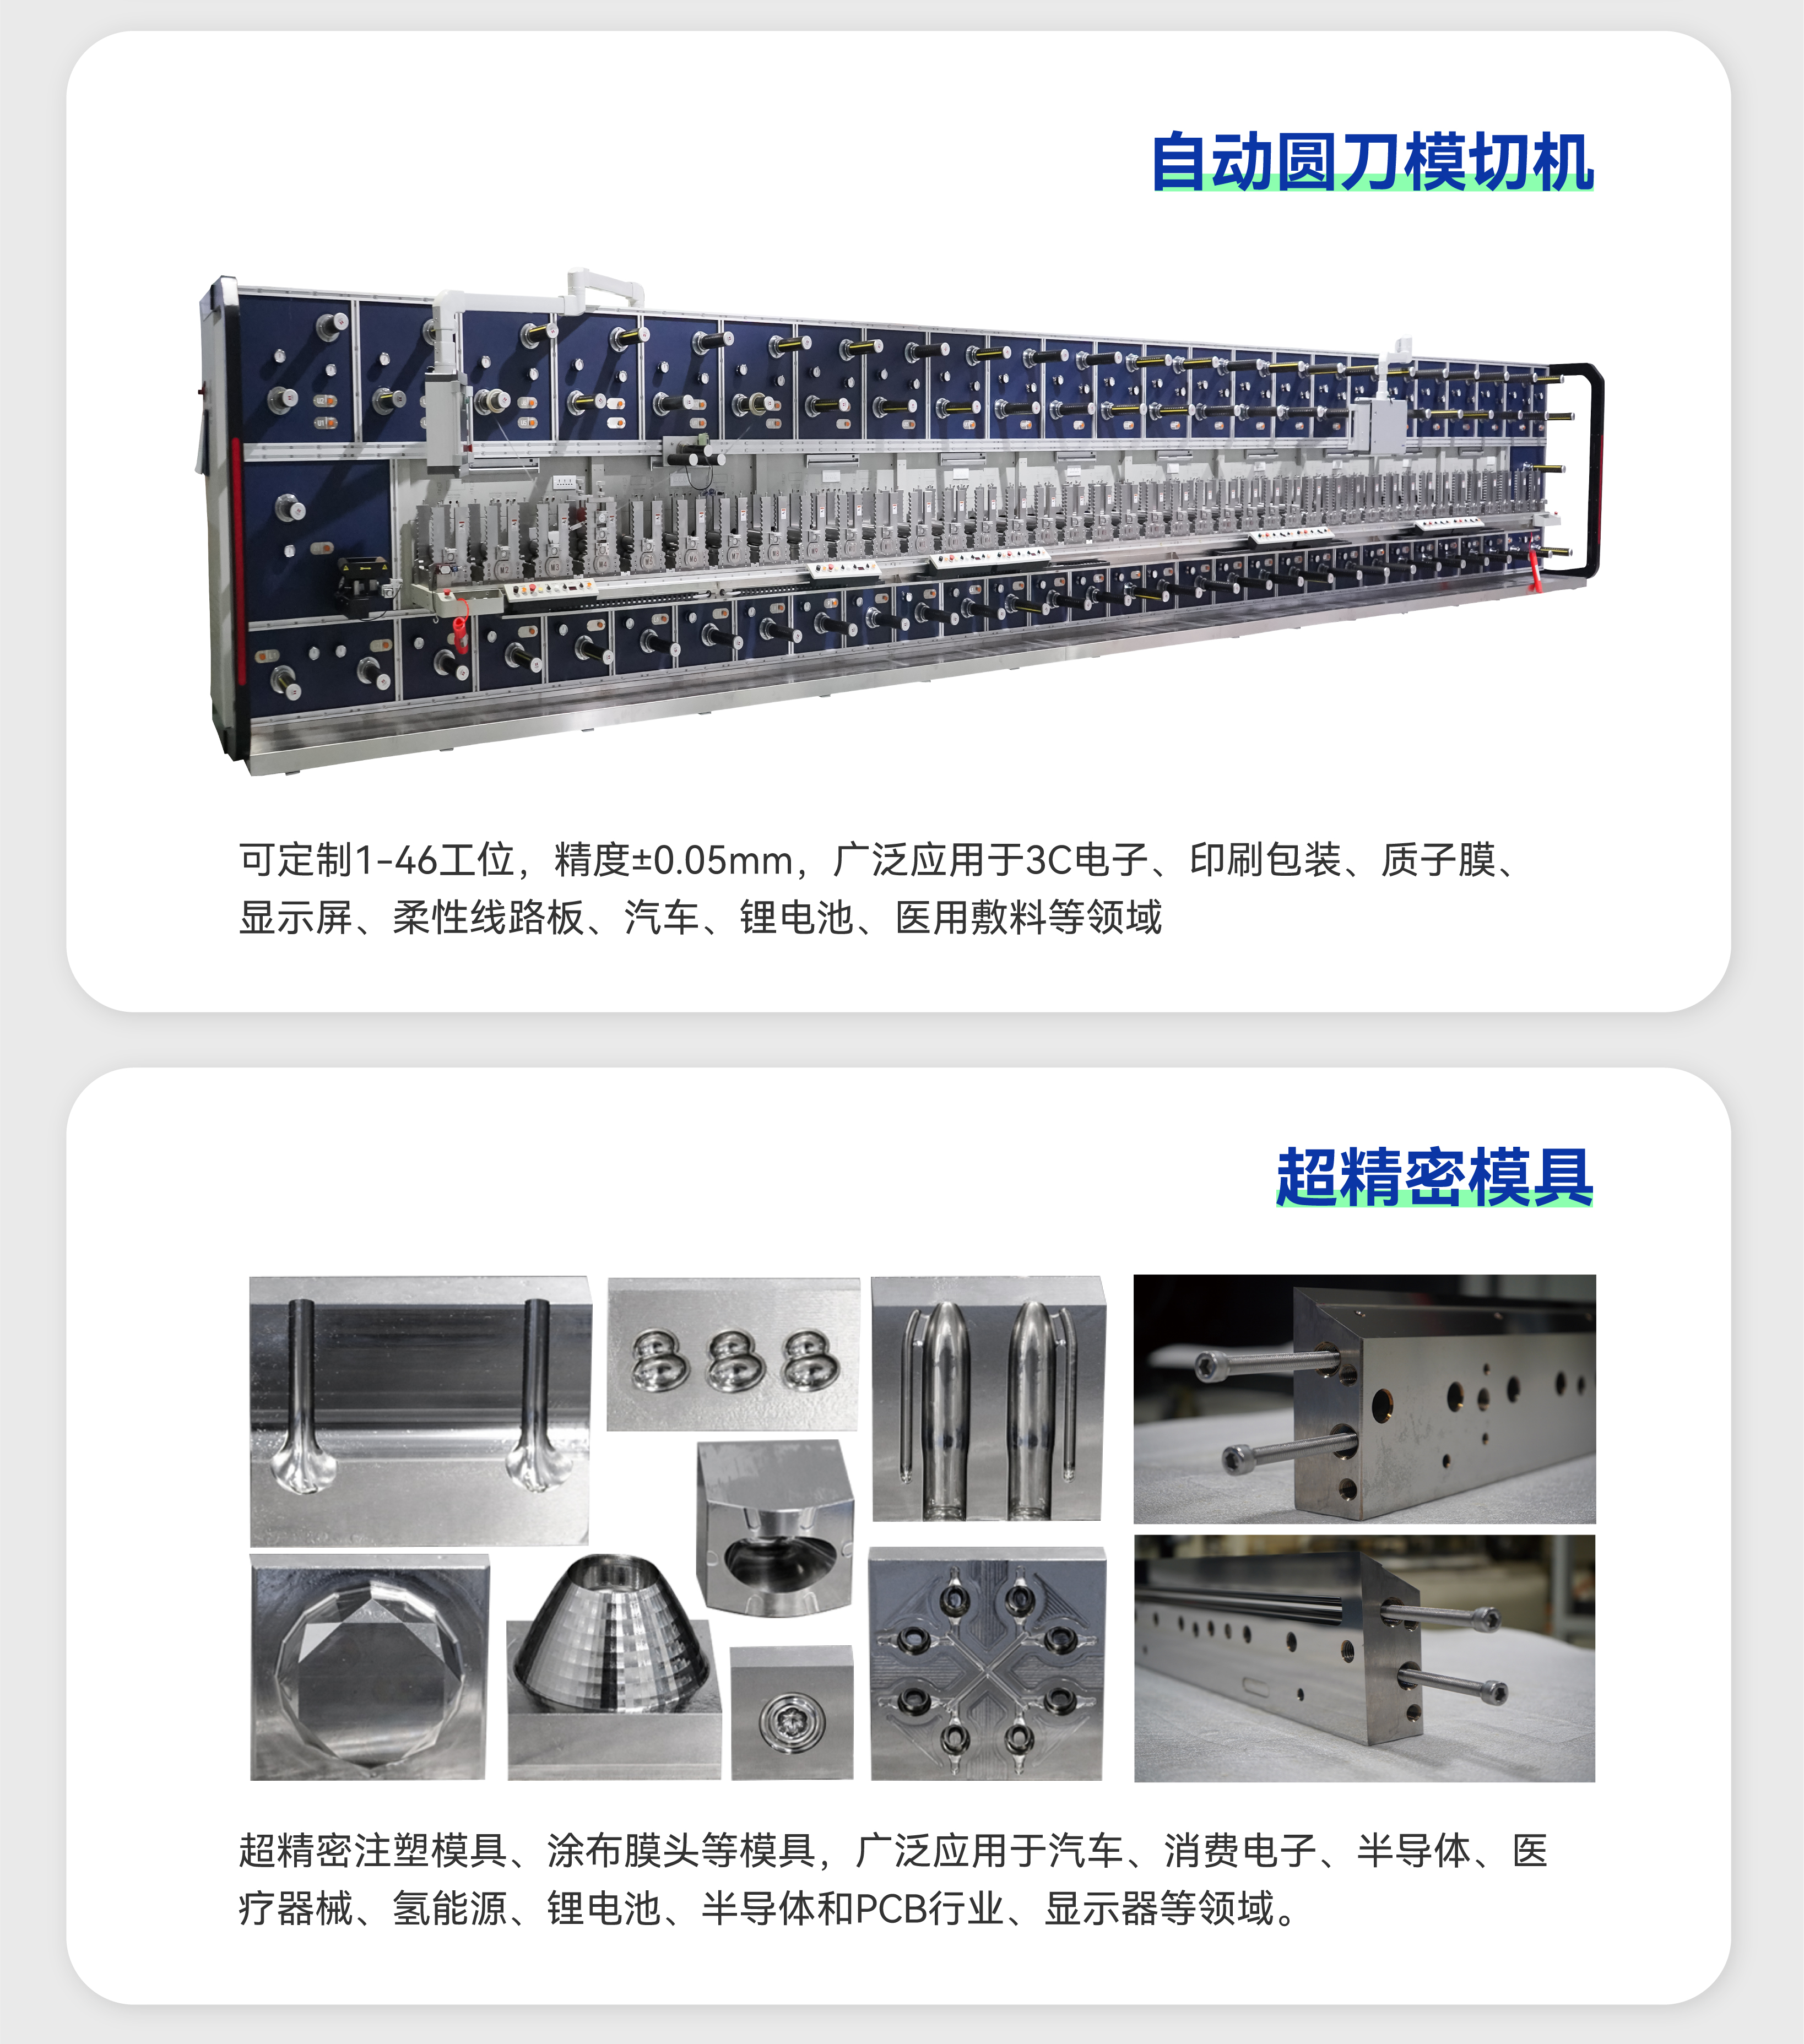 自动圆刀模切机
可定制1-46工位，精度±0.05mm，广泛应用于3C电子、印刷包装、质子膜、
显示屏、柔性线路板、汽车、锂电池、医用敷料等领域
超精密模具
超精密注塑模具、涂布膜头等模具，广泛应用于汽车、消费电子、半导体、医
疗器械、氢能源、锂电池、半导体和PCB行业、显示器等领域。